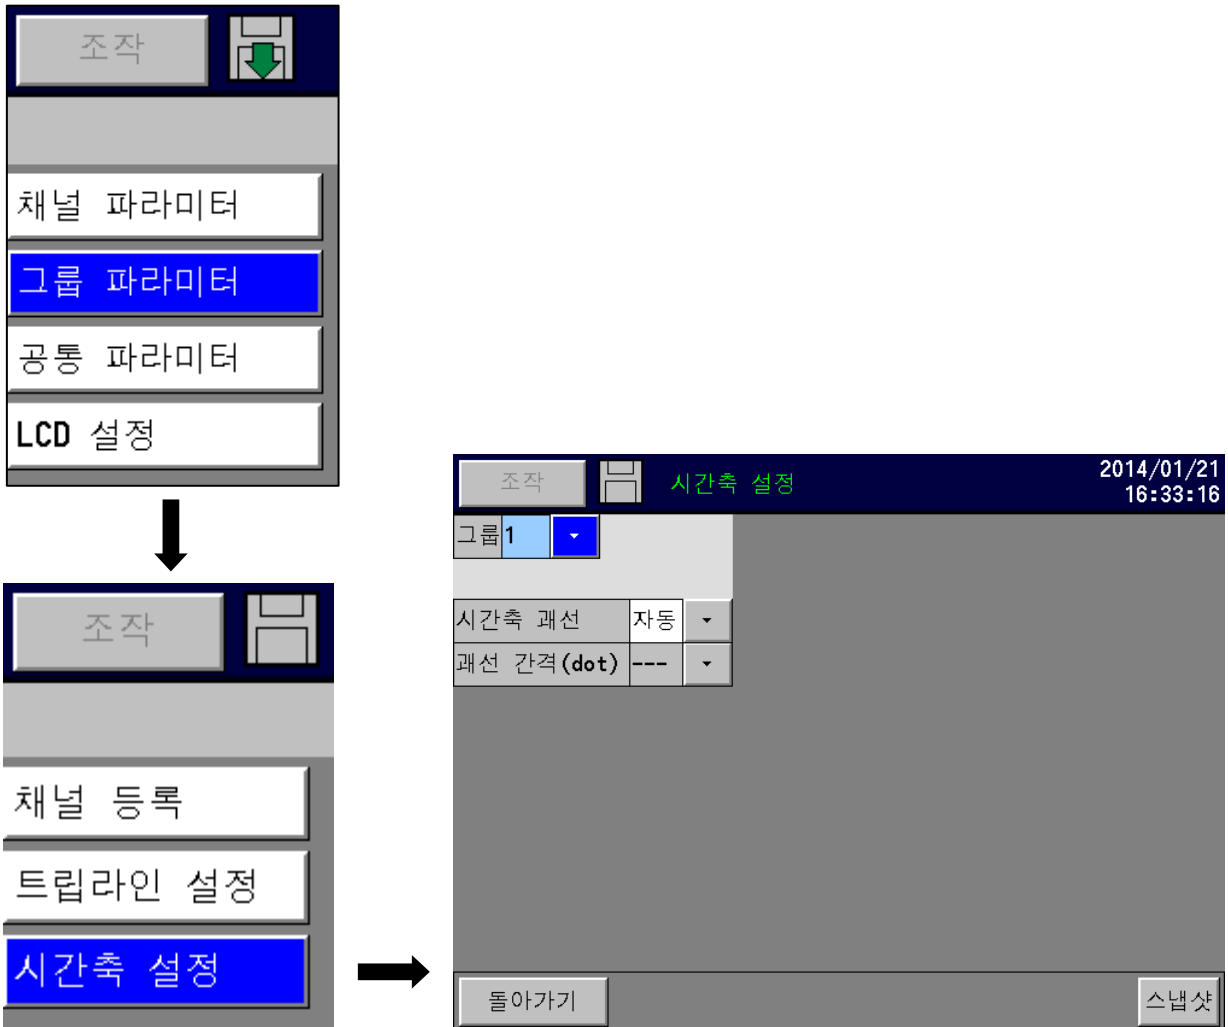 조작
채널 파라미터
그룹 파라미터
공통 파라미터
LCD 설정
조작
채널 등록
트립라인 설정
시간축 설정
조작 시간축 설정 2014/01/21
16:33:16
그룹 1
시간축 괘선 자동
괘선 간격(dot) ---
돌아가기 스냅샷